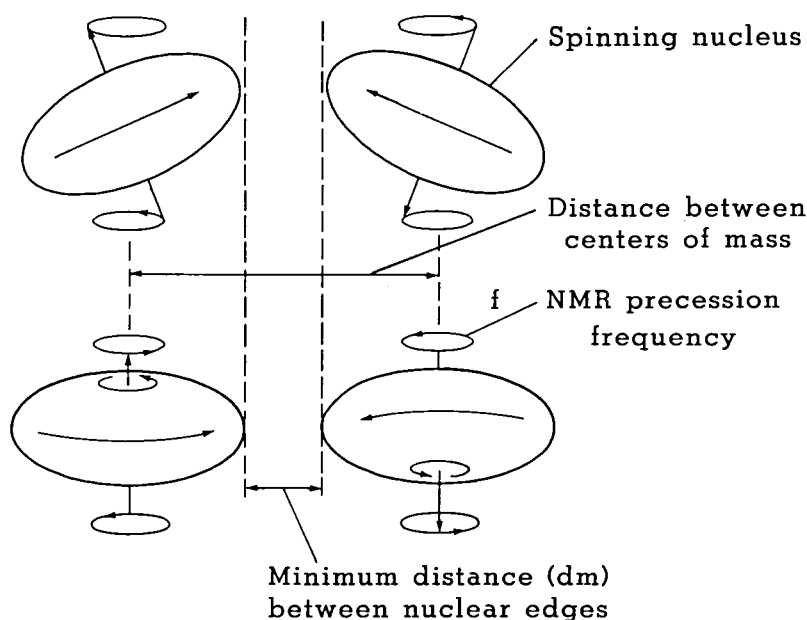 Spinning nucleus
Distance between
centers of mass
f NMR precession
frequency
Minimum distance (dm)
between nuclear edges